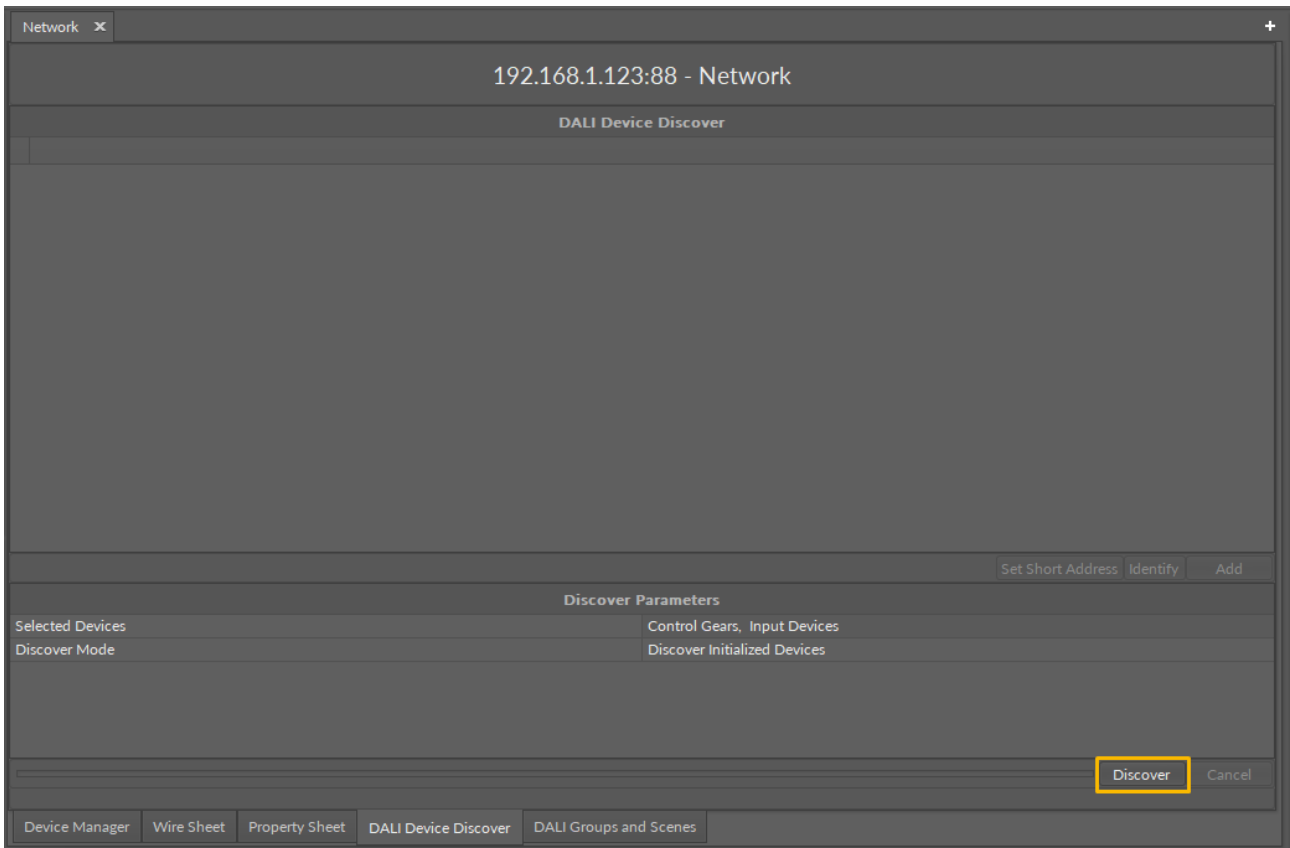 Network
192.168.1.123:88 - Network
DALI Device Discover
Set Short Address Identify Add
Discover Parameters
Selected Devices Control Gears, Input Devices
Discover Mode Discover Initialized Devices
Discover Cancel
Device Manager Wire Sheet Property Sheet DALI Device Discover DALI Groups and Scenes